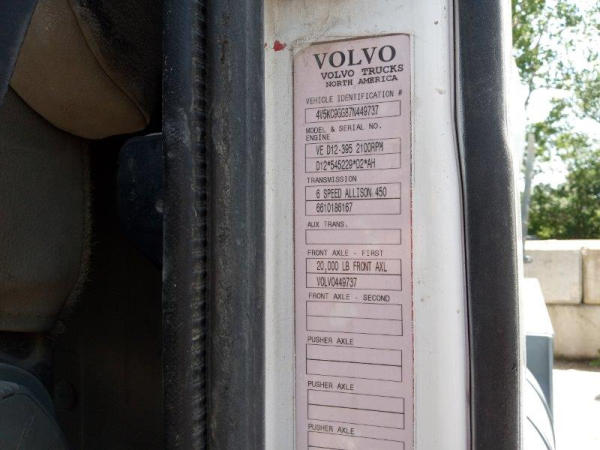 VOLVO
VOLVO TRUCKS
NORTH AMERICA
VEHICLE IDENTIFICATION #
4V5KC9GG87N449737
MODEL & SERIAL NO.
ENGINE
VE D12-395 2100RPM
D12*545229*D2*AH
TRANSMISSION
6 SPEED ALLISON 450
6610186167
AUX TRANS.
FRONT AXLE - FIRST
20,000 LB FRONT AXL
VOLVO449737
FRONT AXLE - SECOND
PUSHER AXLE
PUSHER AXLE
PUSHER AXLE